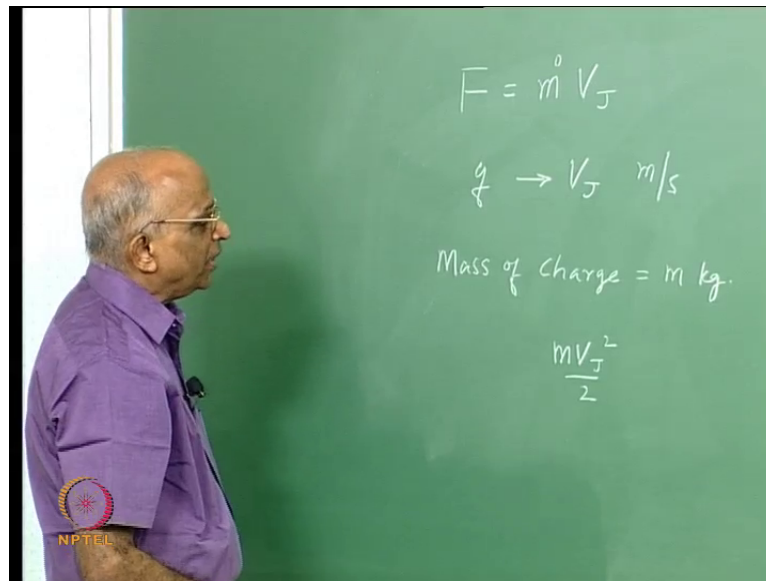 F = ṁ V_J
q → V_J m/s
Mass of Charge = m kg.
mV_J²
2
NPTEL